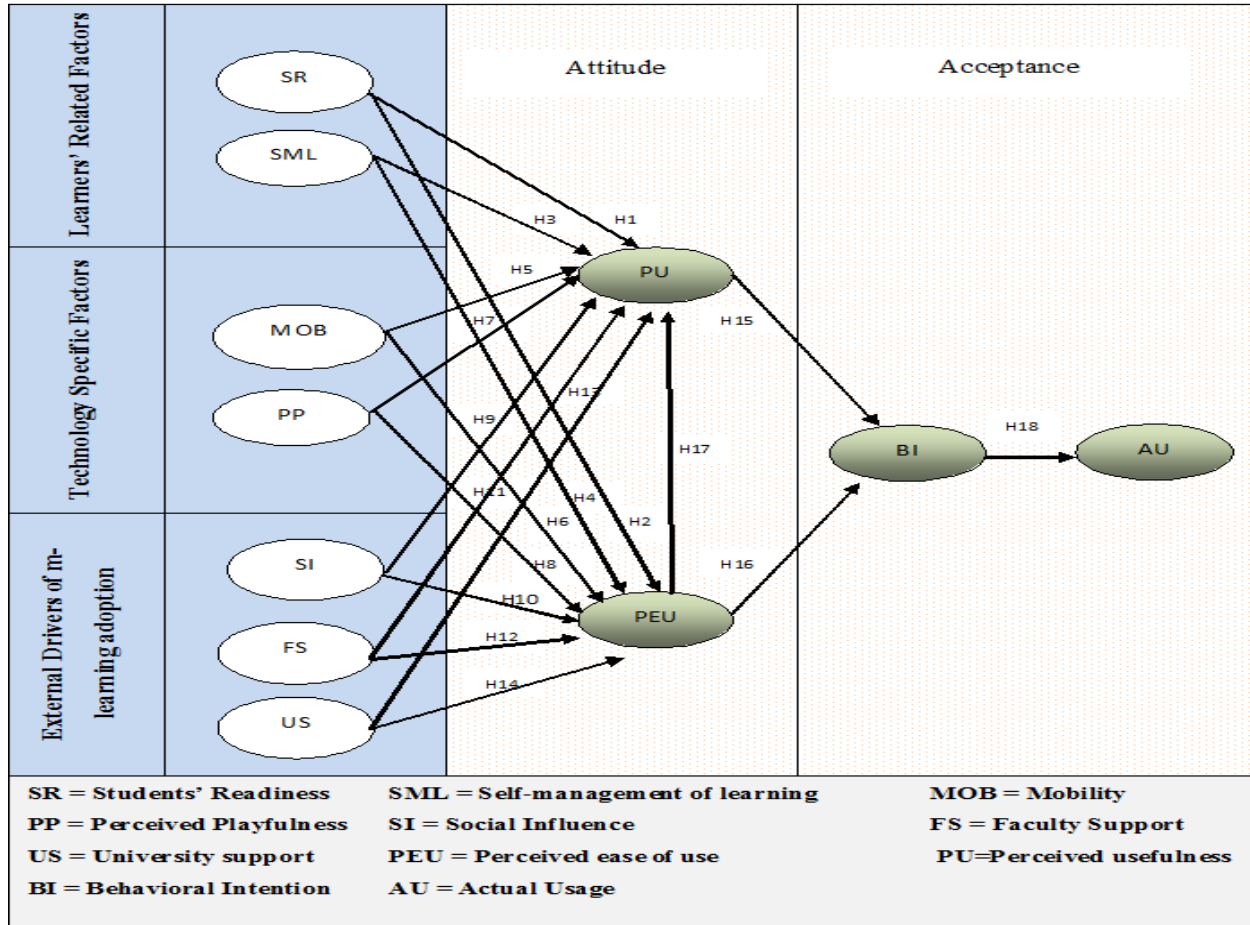 Learners' Related Factors
Technology Specific Factors
External Drivers of m-
learning adoption
SR
SML
MOB
PP
SI
FS
US
Attitude
Acceptance
H3
H1
PU
H5
H7
H15
H13
H9
H17
H18
BI
AU
H11
H4
H6
H2
H8
H16
H10
PEU
H12
H14
SR = Students' Readiness SML = Self-management of learning MOB = Mobility
PP = Perceived Playfulness SI = Social Influence FS = Faculty Support
US = University support PEU = Perceived ease of use PU=Perceived usefulness
BI = Behavioral Intention AU = Actual Usage